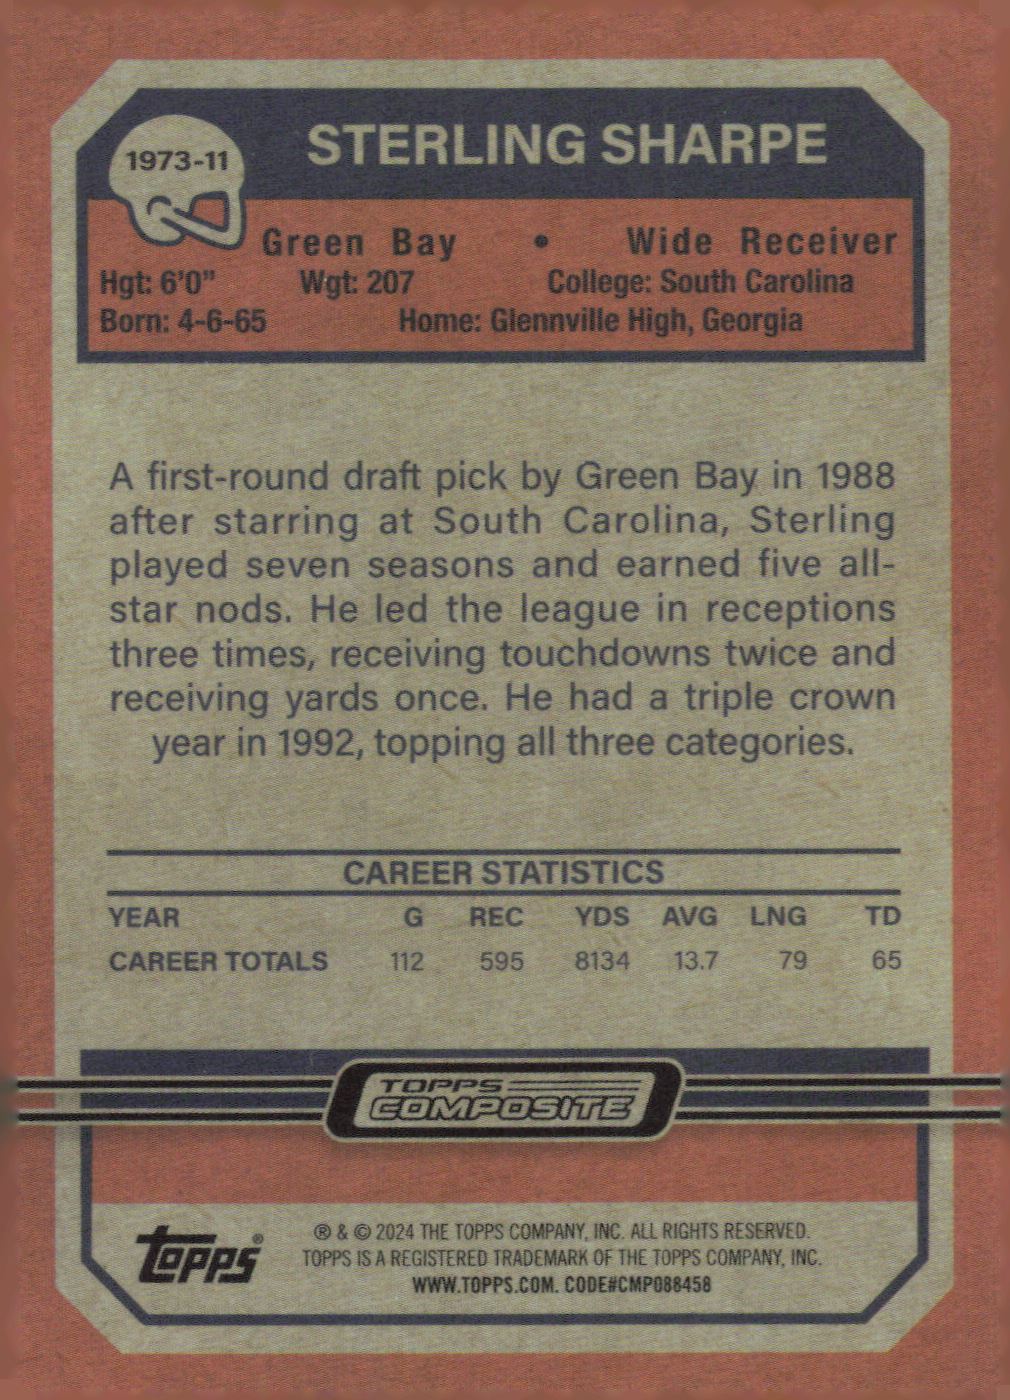 1973-11
STERLING SHARPE
Green Bay • Wide Receiver
Hgt: 6'0" Wgt: 207 College: South Carolina
Born: 4-6-65 Home: Glennville High, Georgia
A first-round draft pick by Green Bay in 1988
after starring at South Carolina, Sterling
played seven seasons and earned five all-
star nods. He led the league in receptions
three times, receiving touchdowns twice and
receiving yards once. He had a triple crown
year in 1992, topping all three categories.
CAREER STATISTICS
YEAR G REC YDS AVG LNG TD
CAREER TOTALS 112 595 8134 13.7 79 65
TOPPS
COMPOSITE
topps®
® & © 2024 THE TOPPS COMPANY, INC. ALL RIGHTS RESERVED.
TOPPS IS A REGISTERED TRADEMARK OF THE TOPPS COMPANY, INC.
WWW.TOPPS.COM. CODE#CMP088458